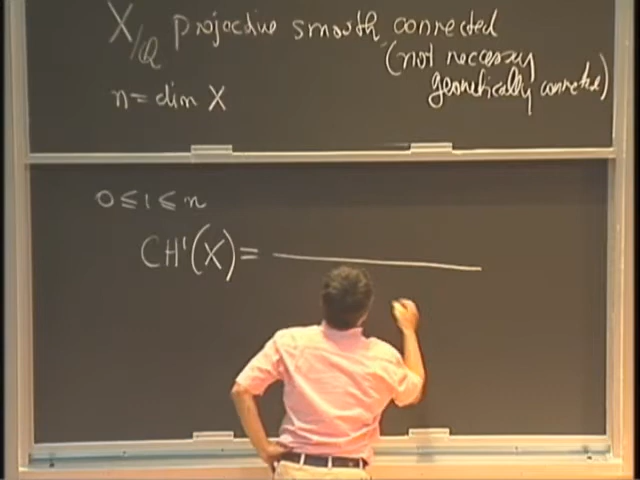 X/Q projective smooth connected
(not necessary
geometrically connected)
n = dim X
0 ≤ i ≤ n
CHⁱ(X) =